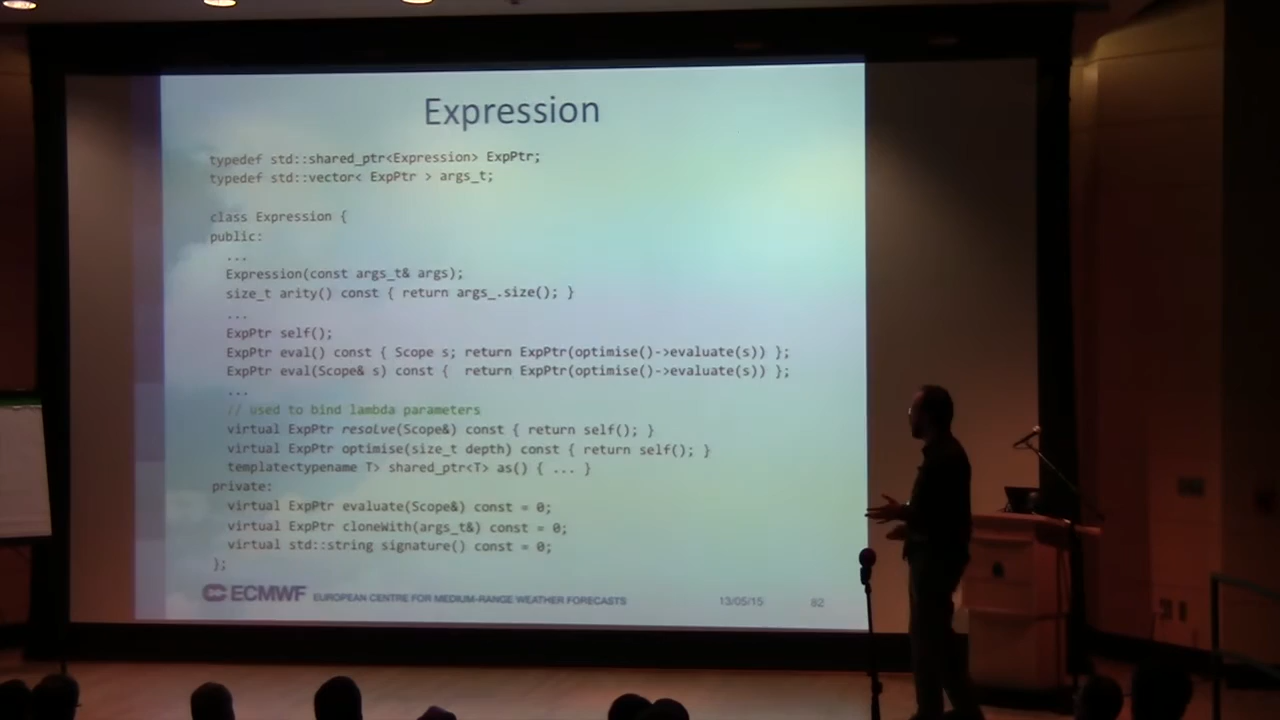 Expression
typedef std::shared_ptr<Expression> ExpPtr;
typedef std::vector< ExpPtr > args_t;
class Expression {
public:
...
Expression(const args_t& args);
size_t arity() const { return args_.size(); }
...
ExpPtr self();
ExpPtr eval() const { Scope s; return ExpPtr(optimise()->evaluate(s)) };
ExpPtr eval(Scope& s) const { return ExpPtr(optimise()->evaluate(s)) };
...
// used to bind lambda parameters
virtual ExpPtr resolve(Scope&) const { return self(); }
virtual ExpPtr optimise(size_t depth) const { return self(); }
template<typename T> shared_ptr<T> as() { ... }
private:
virtual ExpPtr evaluate(Scope&) const = 0;
virtual ExpPtr cloneWith(args_t&) const = 0;
virtual std::string signature() const = 0;
};
ECMWF EUROPEAN CENTRE FOR MEDIUM-RANGE WEATHER FORECASTS 13/05/15 82